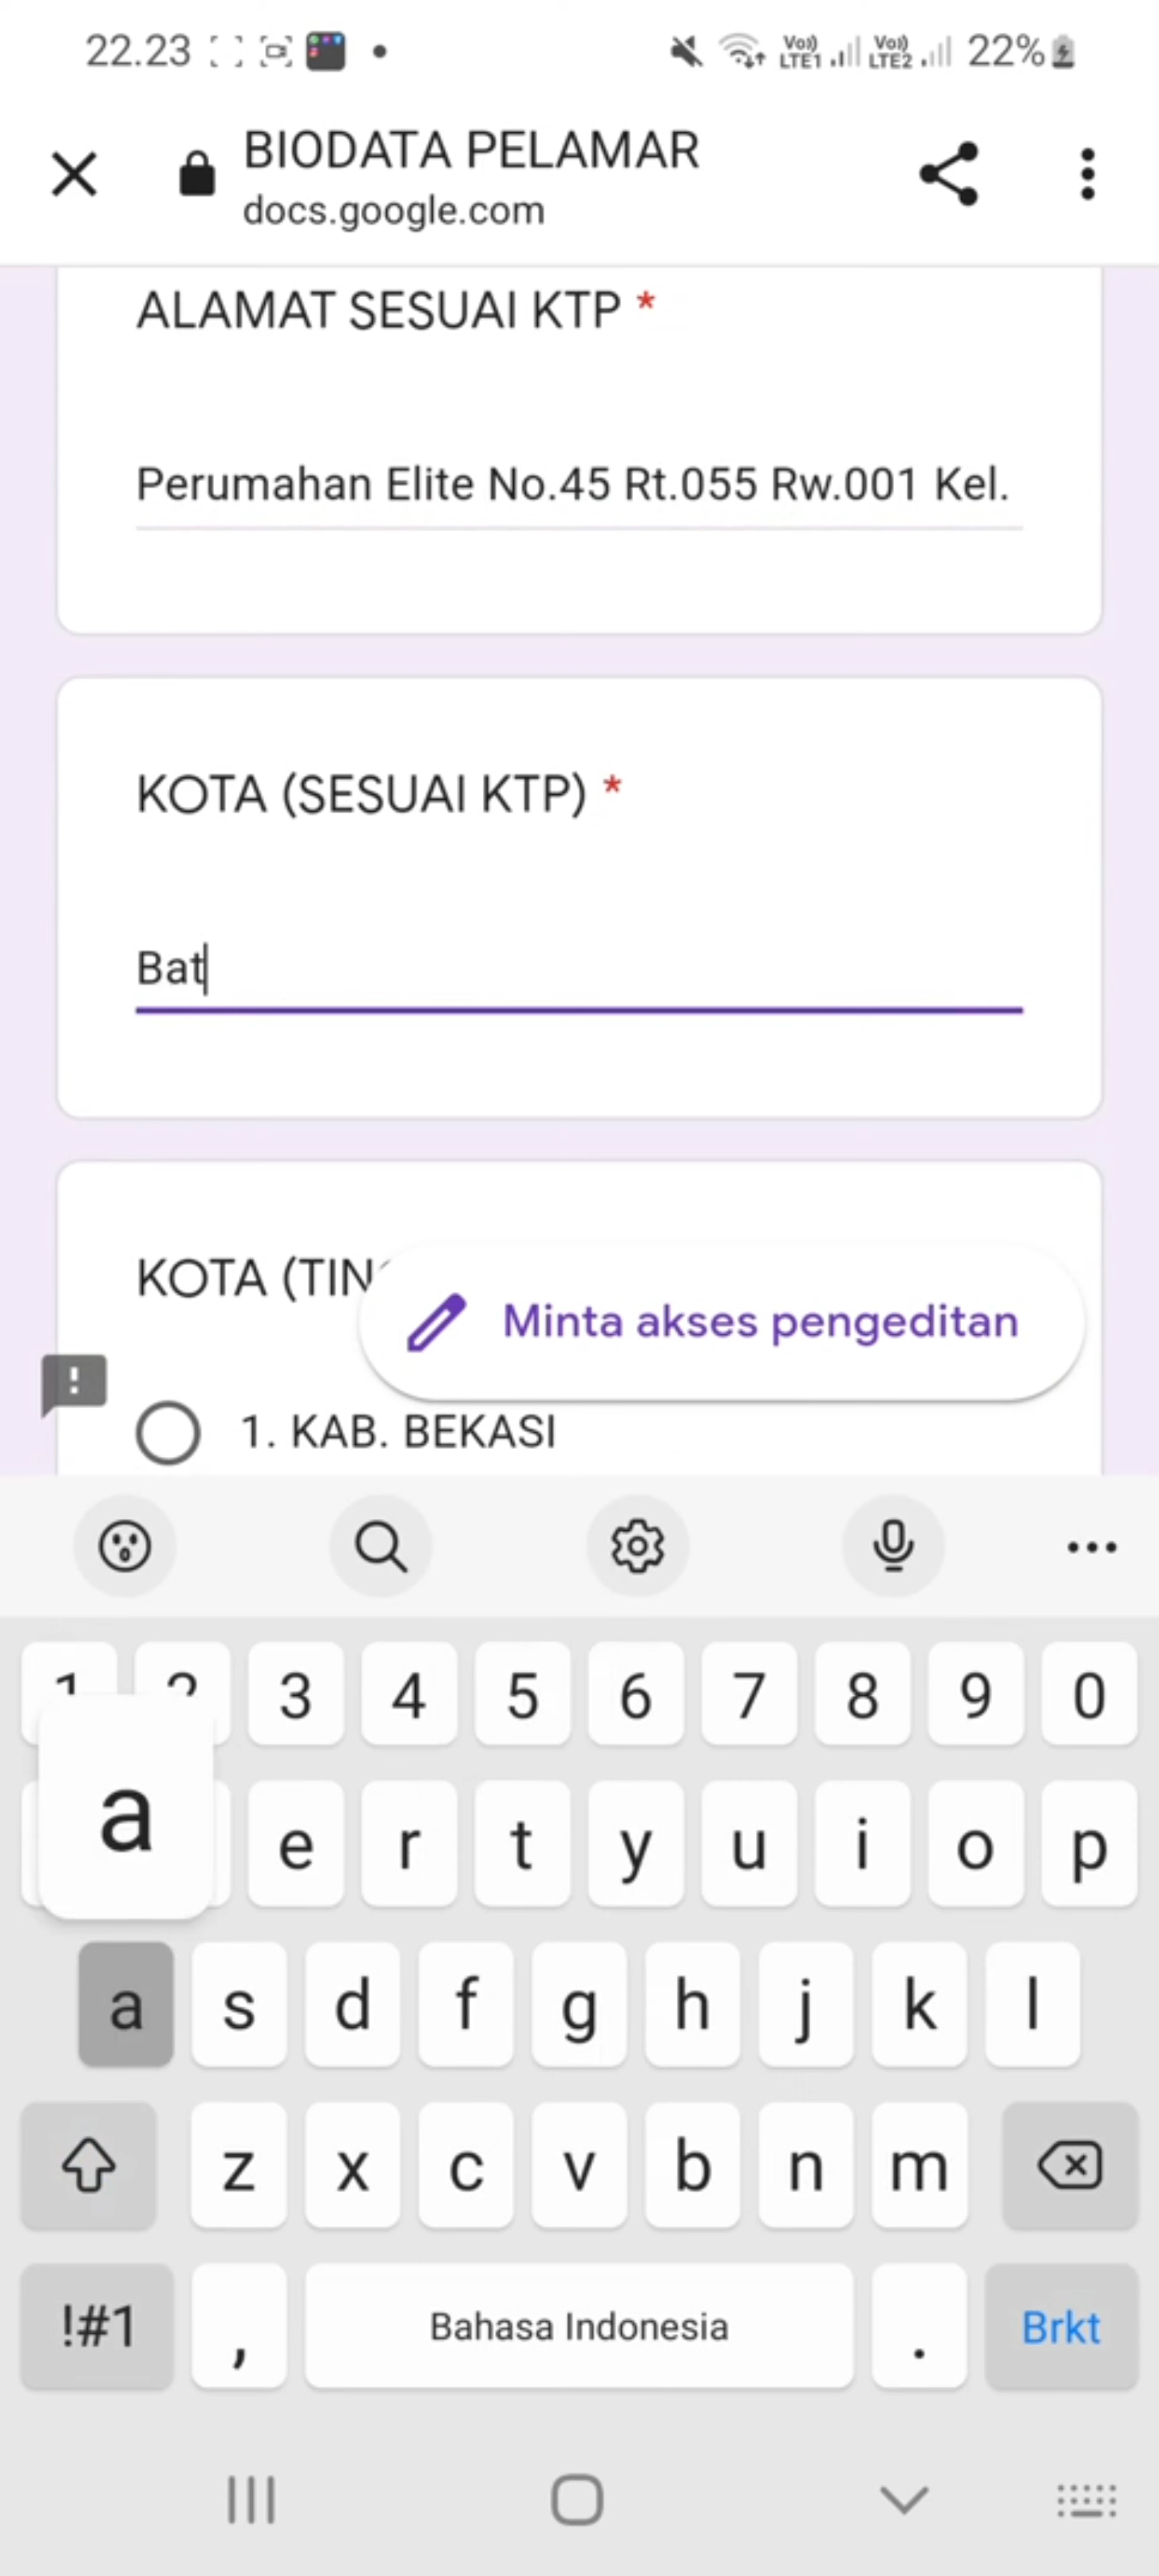 22.23
Vo)) LTE1 Vo)) LTE2 22%
BIODATA PELAMAR
docs.google.com
ALAMAT SESUAI KTP *
Perumahan Elite No.45 Rt.055 Rw.001 Kel.
KOTA (SESUAI KTP) *
Bat
KOTA (TIN
Minta akses pengeditan
1. KAB. BEKASI
1 2 3 4 5 6 7 8 9 0
a
e r t y u i o p
a s d f g h j k l
z x c v b n m
!#1 , Bahasa Indonesia . Brkt